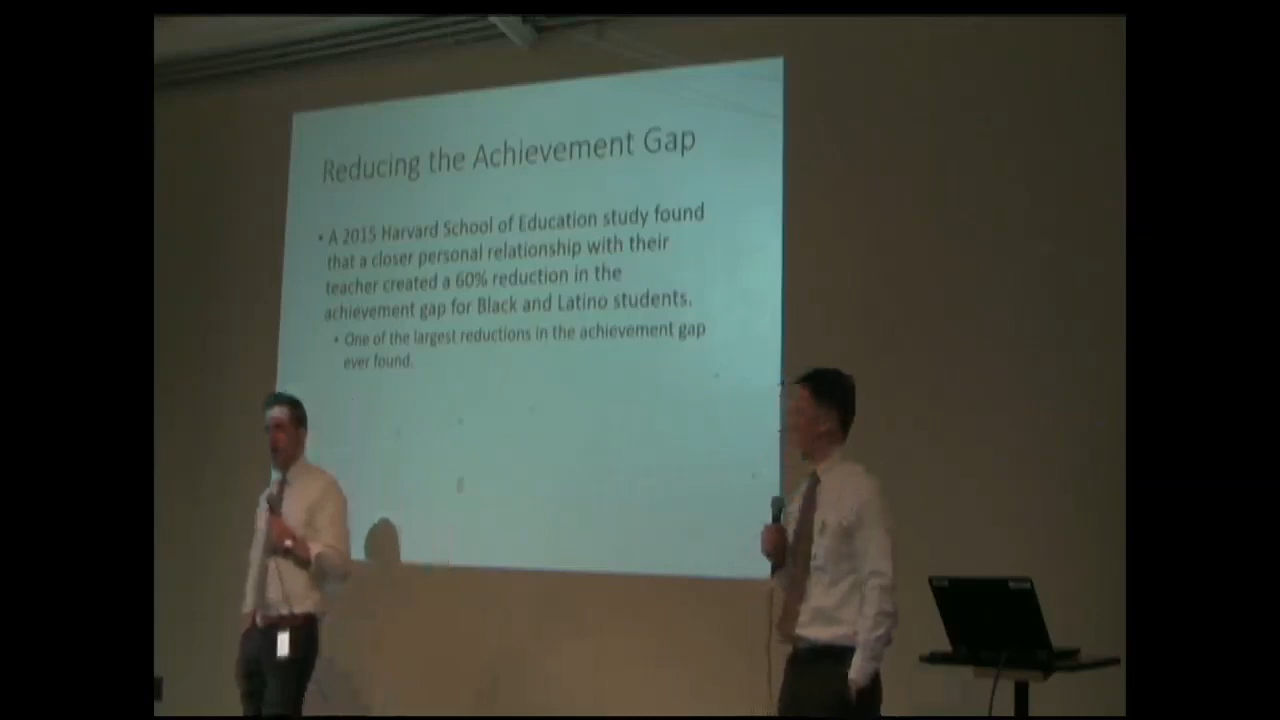 Reducing the Achievement Gap
• A 2015 Harvard School of Education study found
that a closer personal relationship with their
teacher created a 60% reduction in the
achievement gap for Black and Latino students.
• One of the largest reductions in the achievement gap
ever found.